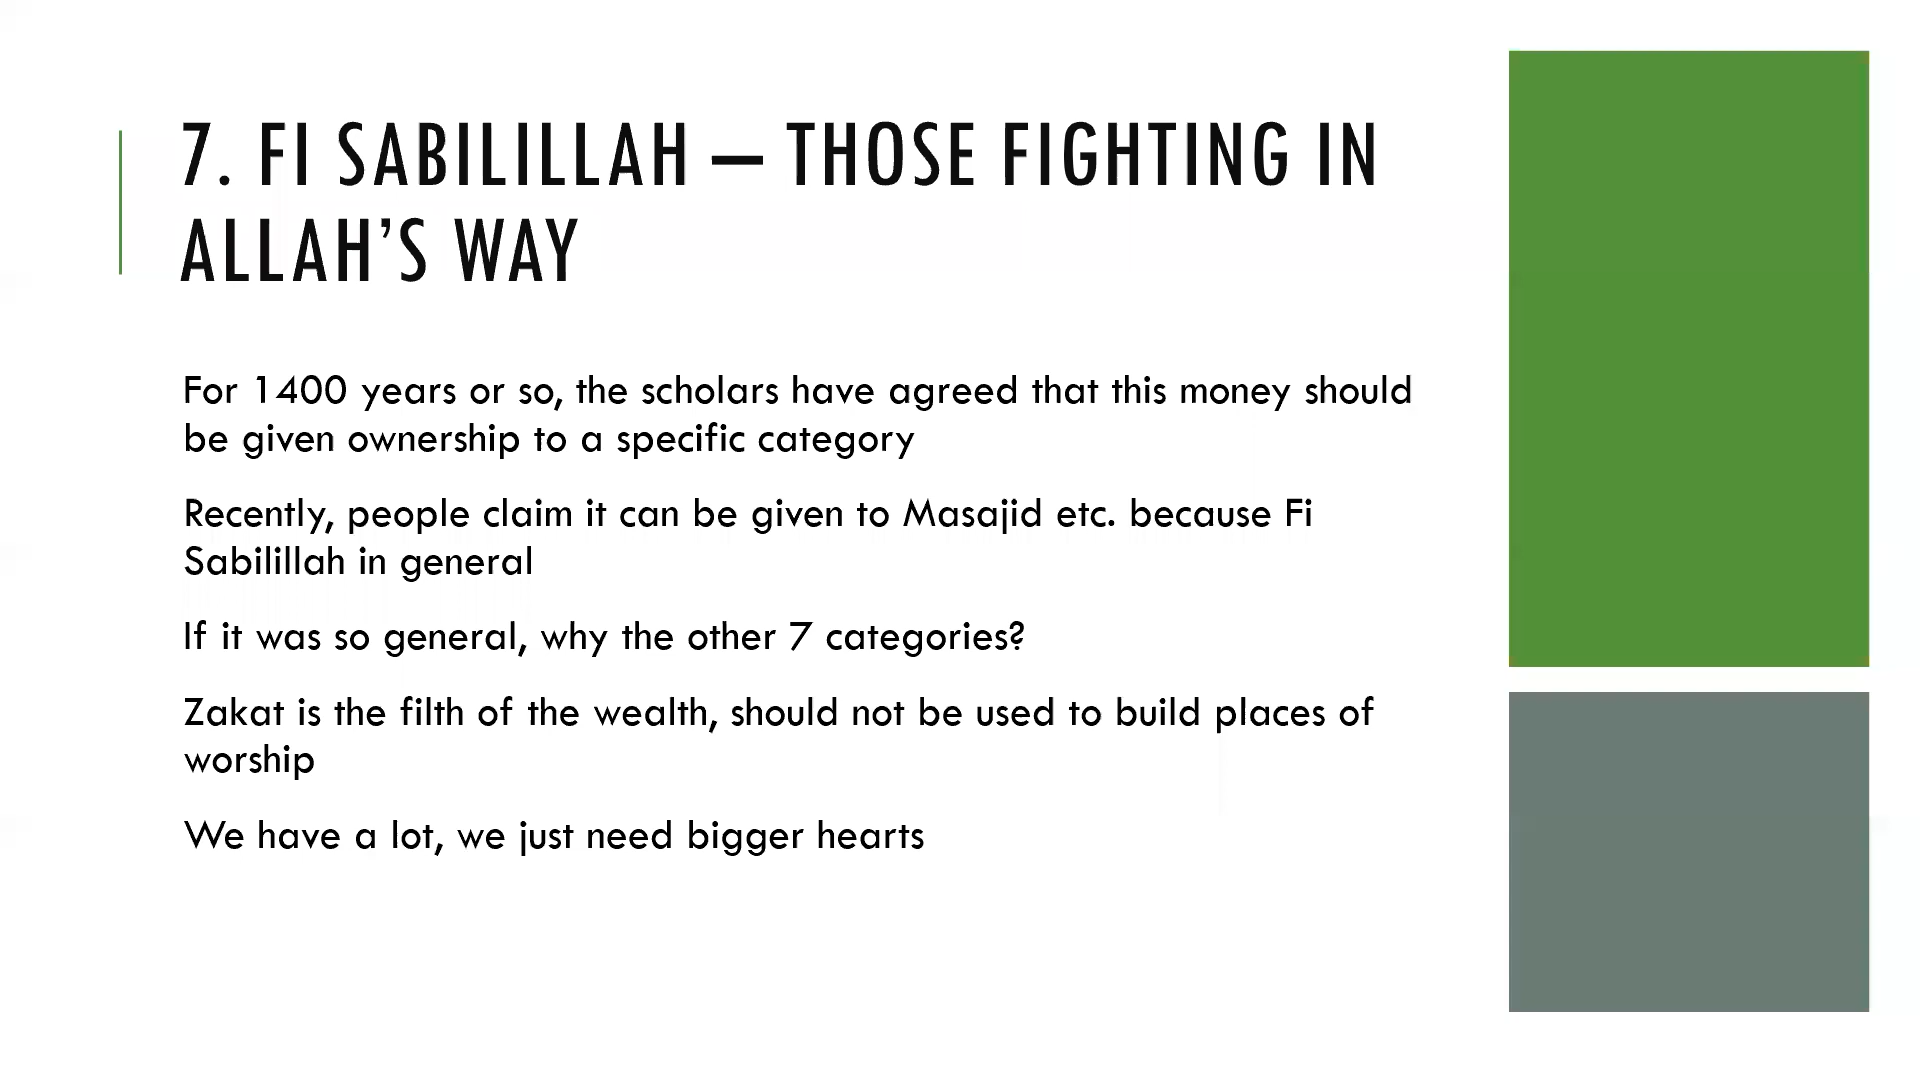 7. FI SABILILLAH – THOSE FIGHTING IN
ALLAH’S WAY
For 1400 years or so, the scholars have agreed that this money should
be given ownership to a specific category
Recently, people claim it can be given to Masajid etc. because Fi
Sabilillah in general
If it was so general, why the other 7 categories?
Zakat is the filth of the wealth, should not be used to build places of
worship
We have a lot, we just need bigger hearts